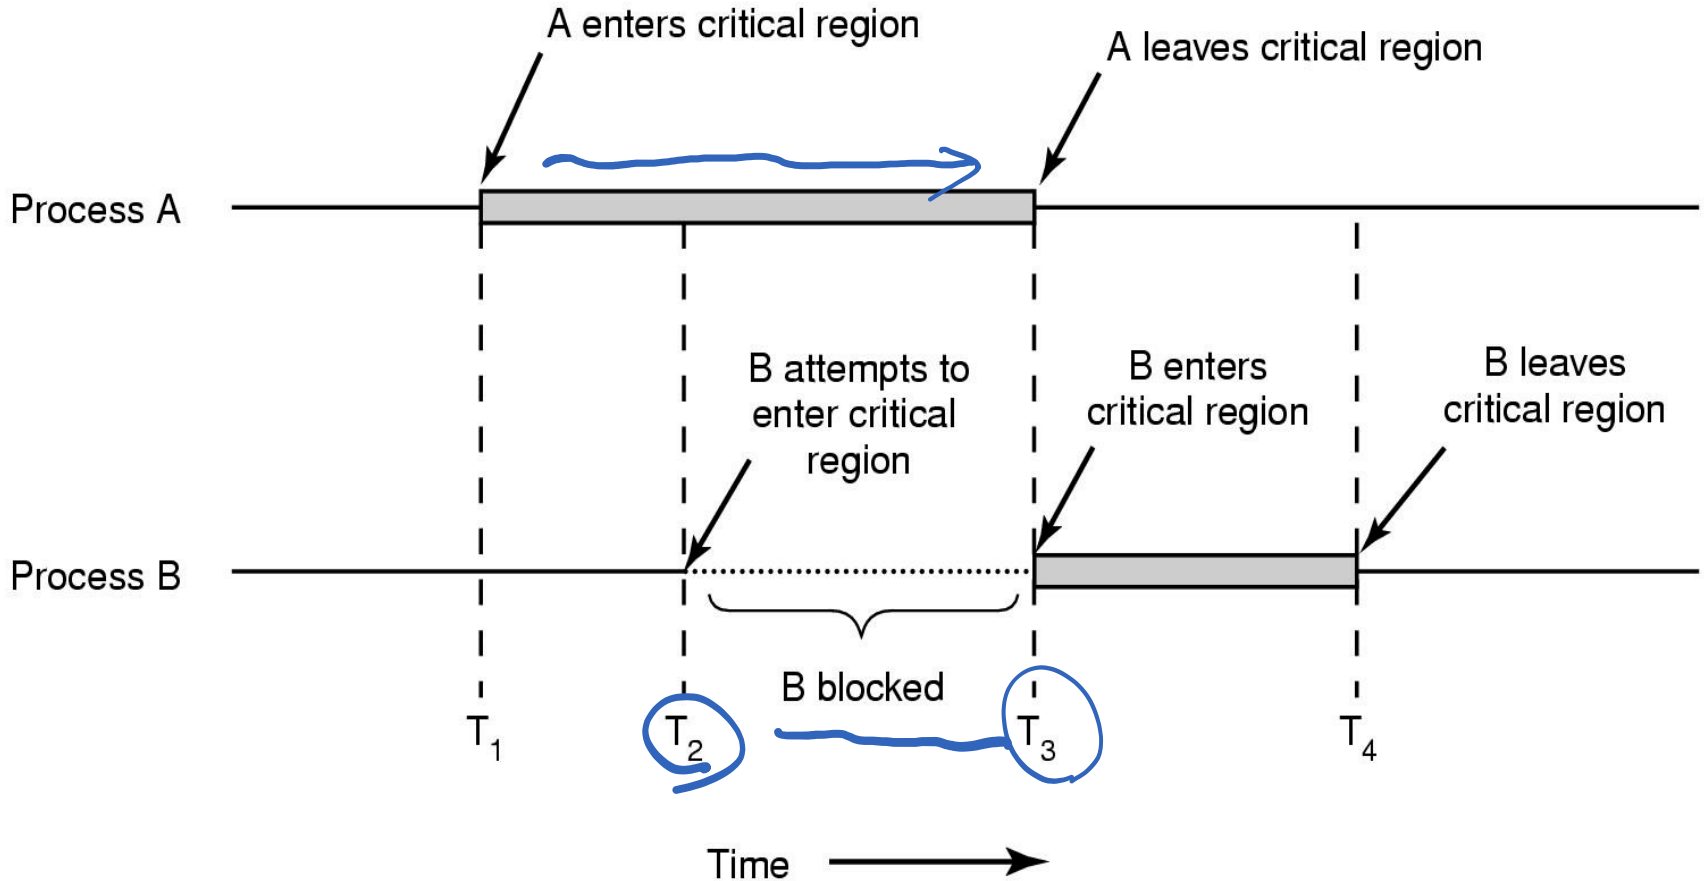 A enters critical region
A leaves critical region
Process A
B attempts to
enter critical
region
B enters
critical region
B leaves
critical region
Process B
B blocked
T1
T2
T3
T4
Time